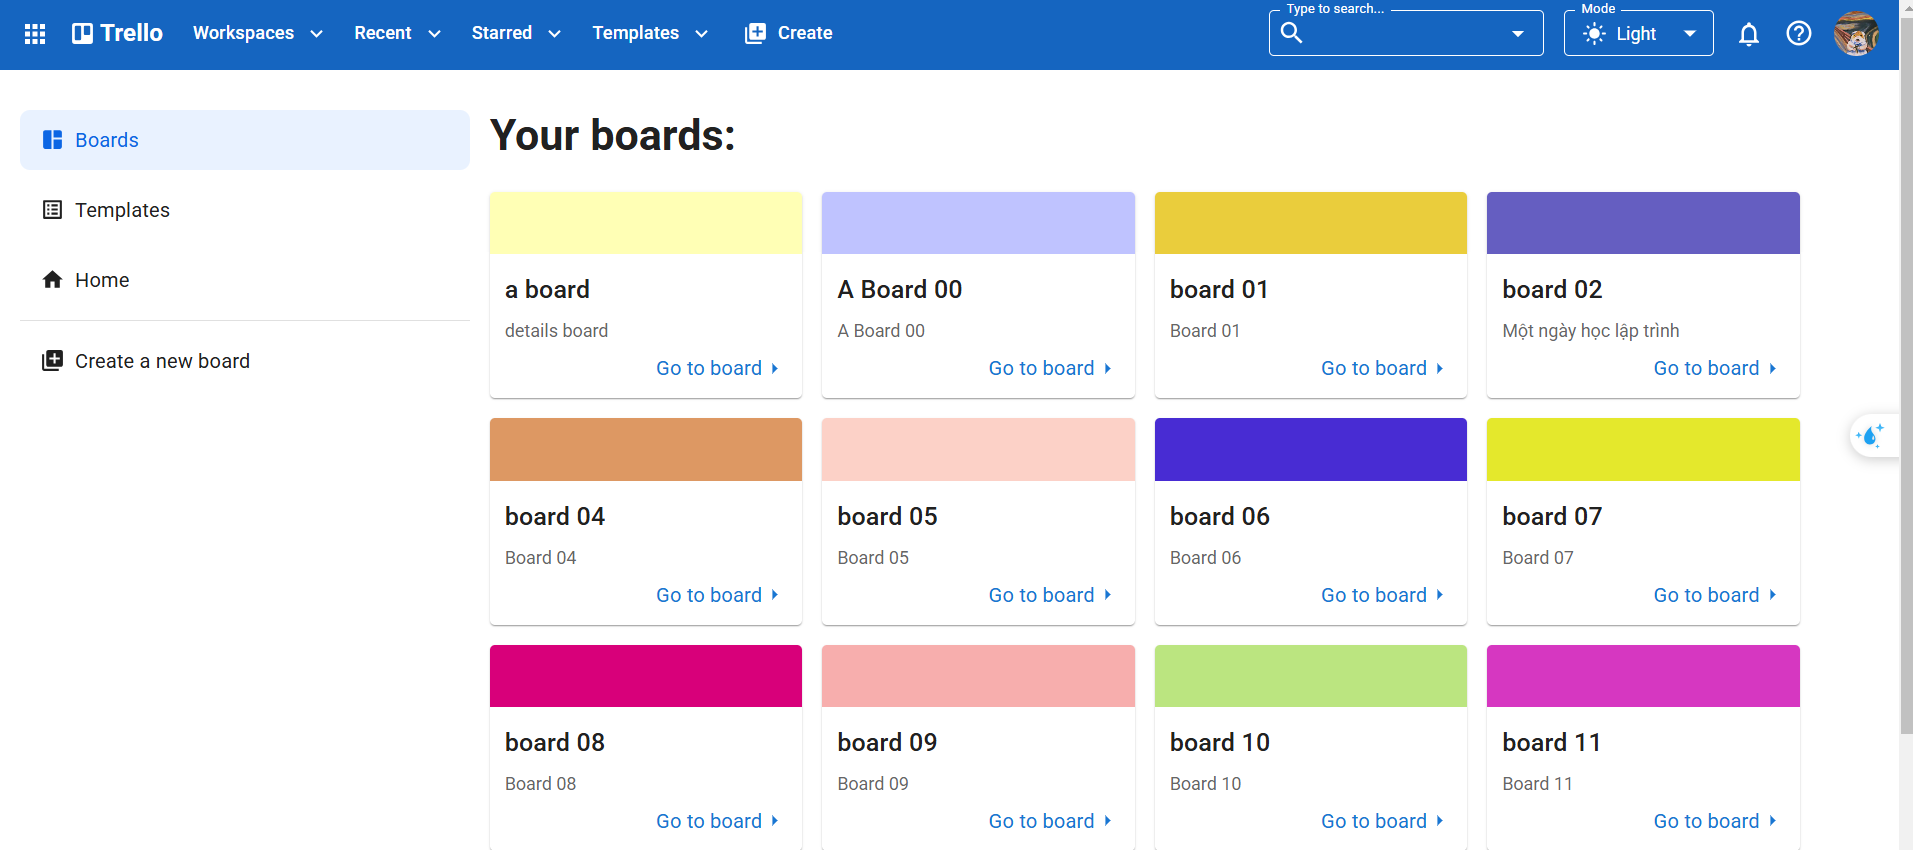 Trello Workspaces Recent Starred Templates Create Type to search... Mode Light
Boards
Templates
Home
Create a new board
Your boards:
a board
details board
Go to board
A Board 00
A Board 00
Go to board
board 01
Board 01
Go to board
board 02
Một ngày học lập trình
Go to board
board 04
Board 04
Go to board
board 05
Board 05
Go to board
board 06
Board 06
Go to board
board 07
Board 07
Go to board
board 08
Board 08
Go to board
board 09
Board 09
Go to board
board 10
Board 10
Go to board
board 11
Board 11
Go to board